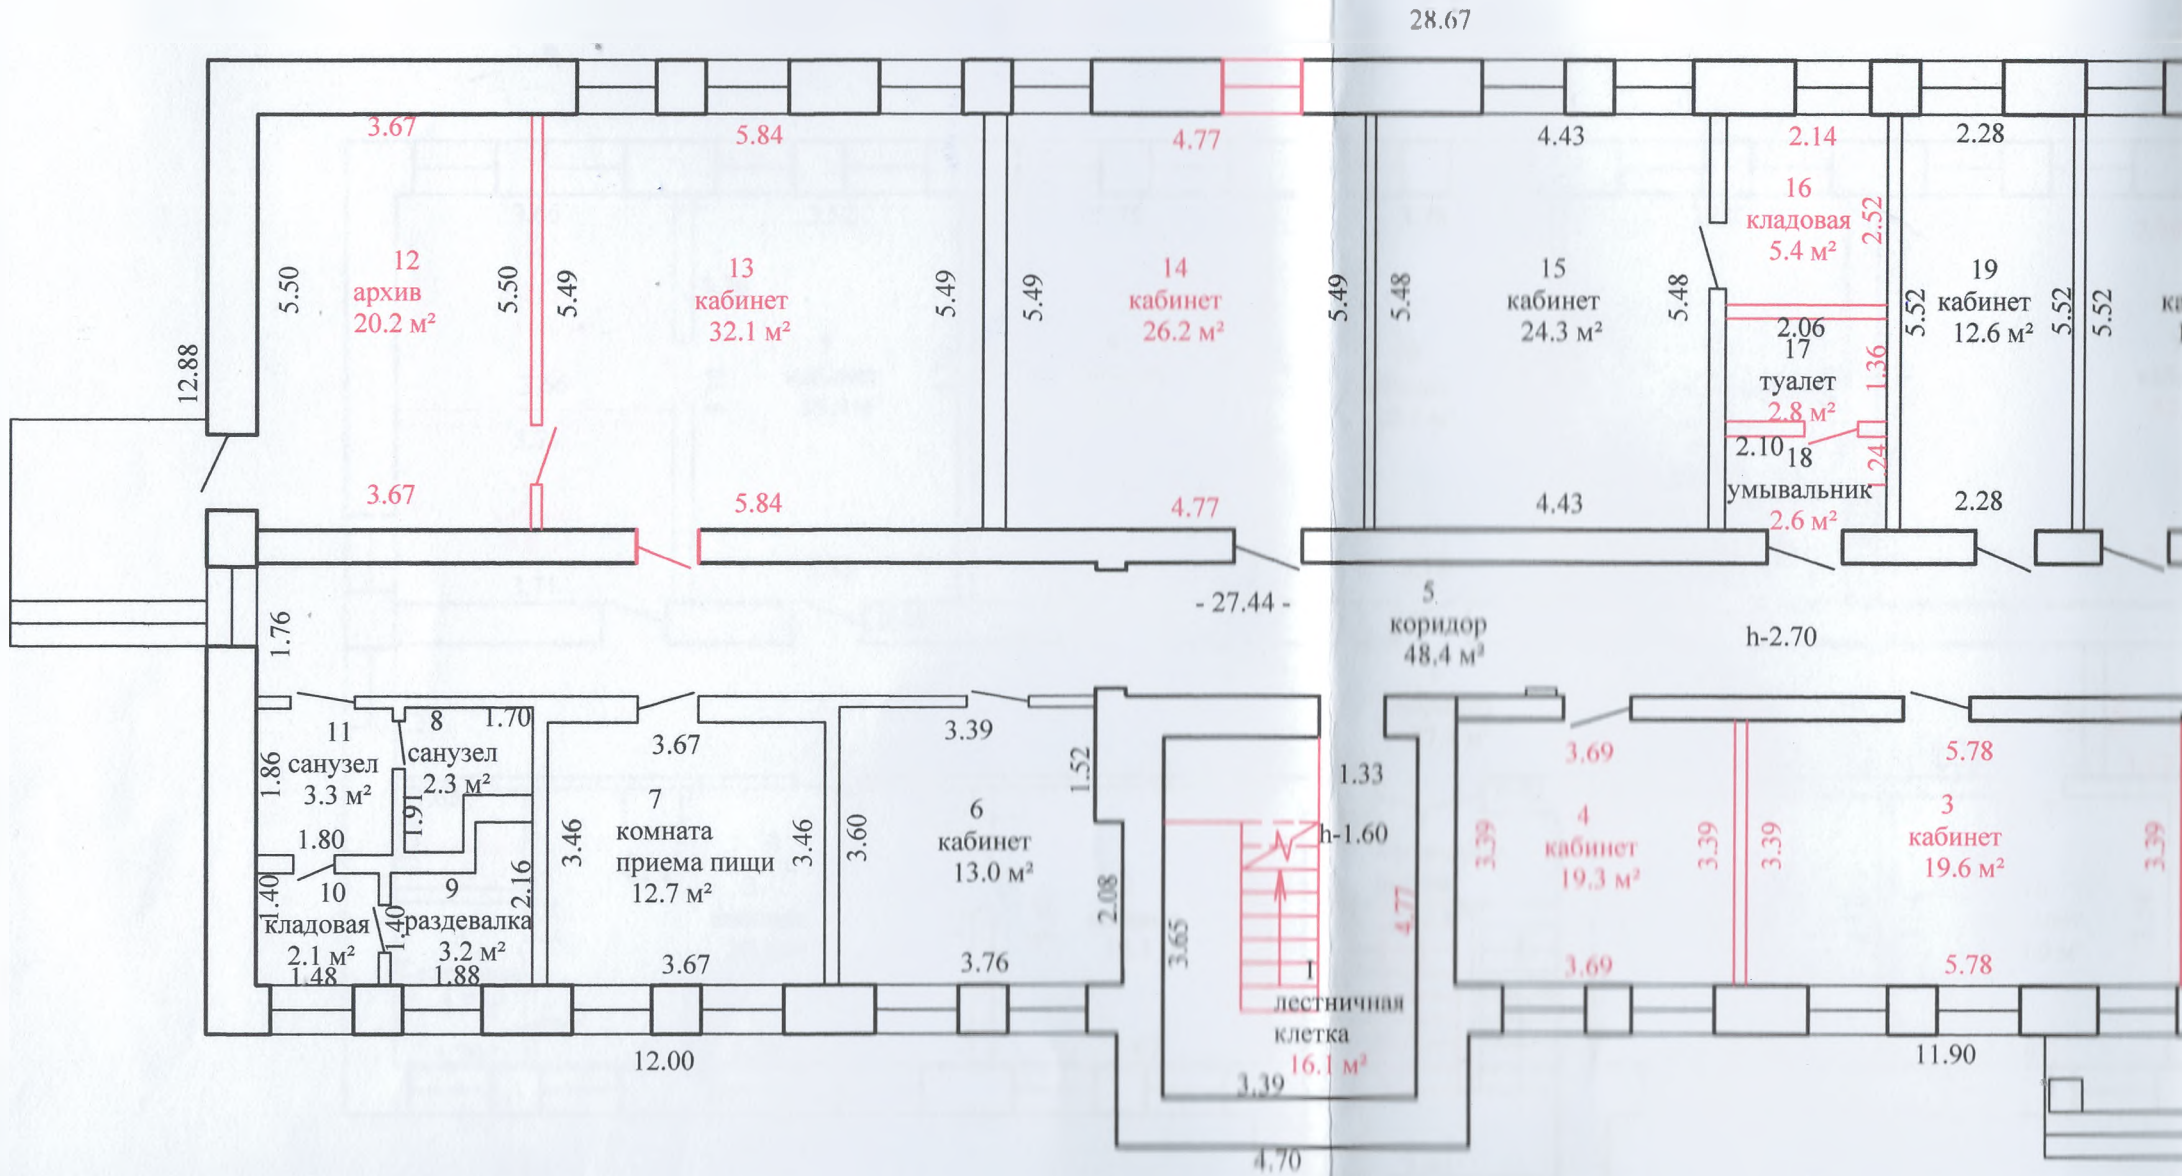 28.67
3.67
5.84
4.77
4.43
2.14
2.28
12
архив
20.2 м²
5.50
5.50
5.49
13
кабинет
32.1 м²
5.49
5.49
14
кабинет
26.2 м²
5.49
5.48
15
кабинет
24.3 м²
5.48
16
кладовая
5.4 м²
2.52
2.06
17
туалет
2.8 м²
1.36
2.10
18
умывальник
2.6 м²
1.24
5.52
19
кабинет
12.6 м²
5.52
5.52
12.88
3.67
5.84
4.77
4.43
2.28
1.76
- 27.44 -
5
коридор
48.4 м²
h-2.70
11
санузел
3.3 м²
1.86
1.80
8
1.70
санузел
2.3 м²
1.91
10
кладовая
2.1 м²
1.40
1.48
9
раздевалка
3.2 м²
1.40
2.16
1.88
3.67
7
комната
приема пищи
12.7 м²
3.46
3.46
3.67
3.39
6
кабинет
13.0 м²
3.60
1.52
2.08
3.76
1.33
h-1.60
3.65
4.77
I
лестничная
клетка
16.1 м²
3.39
4.70
3.69
4
кабинет
19.3 м²
3.39
3.39
3.69
5.78
3
кабинет
19.6 м²
3.39
3.39
5.78
12.00
11.90